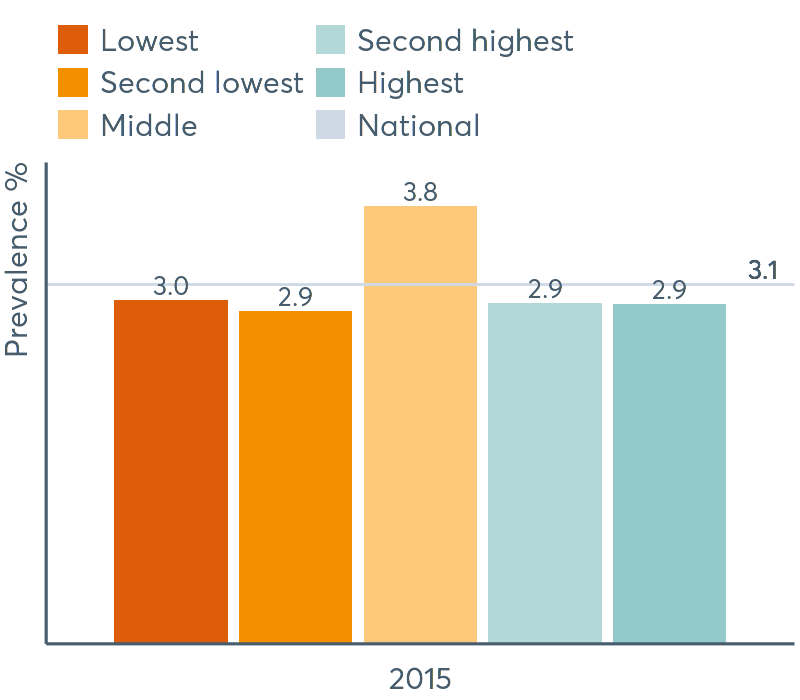 Lowest
Second lowest
Middle
Second highest
Highest
National
Prevalence %
3.0
2.9
3.8
2.9
2.9
3.1
2015